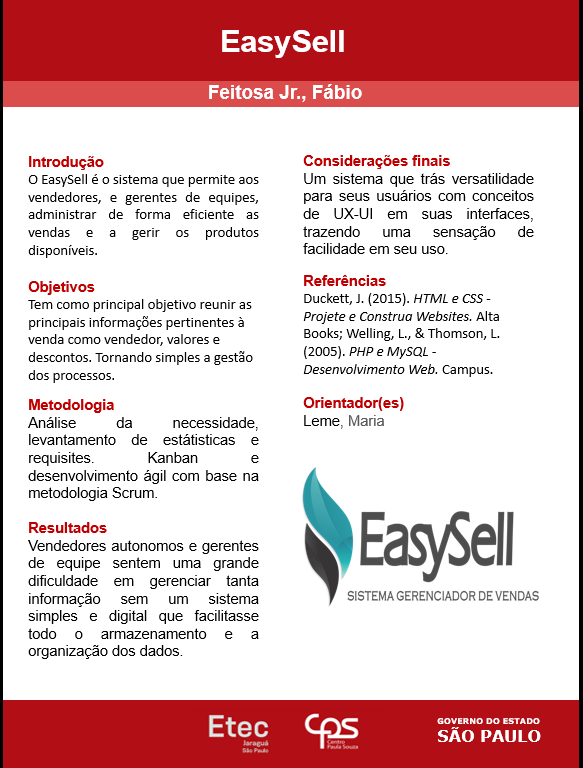 EasySell
Feitosa Jr., Fábio
Introdução
O EasySell é o sistema que permite aos
vendedores, e gerentes de equipes,
administrar de forma eficiente as
vendas e a gerir os produtos
disponíveis.
Objetivos
Tem como principal objetivo reunir as
principais informações pertinentes à
venda como vendedor, valores e
descontos. Tornando simples a gestão
dos processos.
Metodologia
Análise da necessidade,
levantamento de estátisticas e
requisites. Kanban e
desenvolvimento ágil com base na
metodologia Scrum.
Resultados
Vendedores autonomos e gerentes
de equipe sentem uma grande
dificuldade em gerenciar tanta
informação sem um sistema
simples e digital que facilitasse
todo o armazenamento e a
organização dos dados.
Considerações finais
Um sistema que trás versatilidade
para seus usuários com conceitos
de UX-UI em suas interfaces,
trazendo uma sensação de
facilidade em seu uso.
Referências
Duckett, J. (2015). HTML e CSS -
Projete e Construa Websites. Alta
Books; Welling, L., & Thomson, L.
(2005). PHP e MySQL -
Desenvolvimento Web. Campus.
Orientador(es)
Leme, Maria
EasySell
SISTEMA GERENCIADOR DE VENDAS
Etec
Jaraguá
São Paulo
CPS
Centro
Paula Souza
GOVERNO DO ESTADO
SÃO PAULO